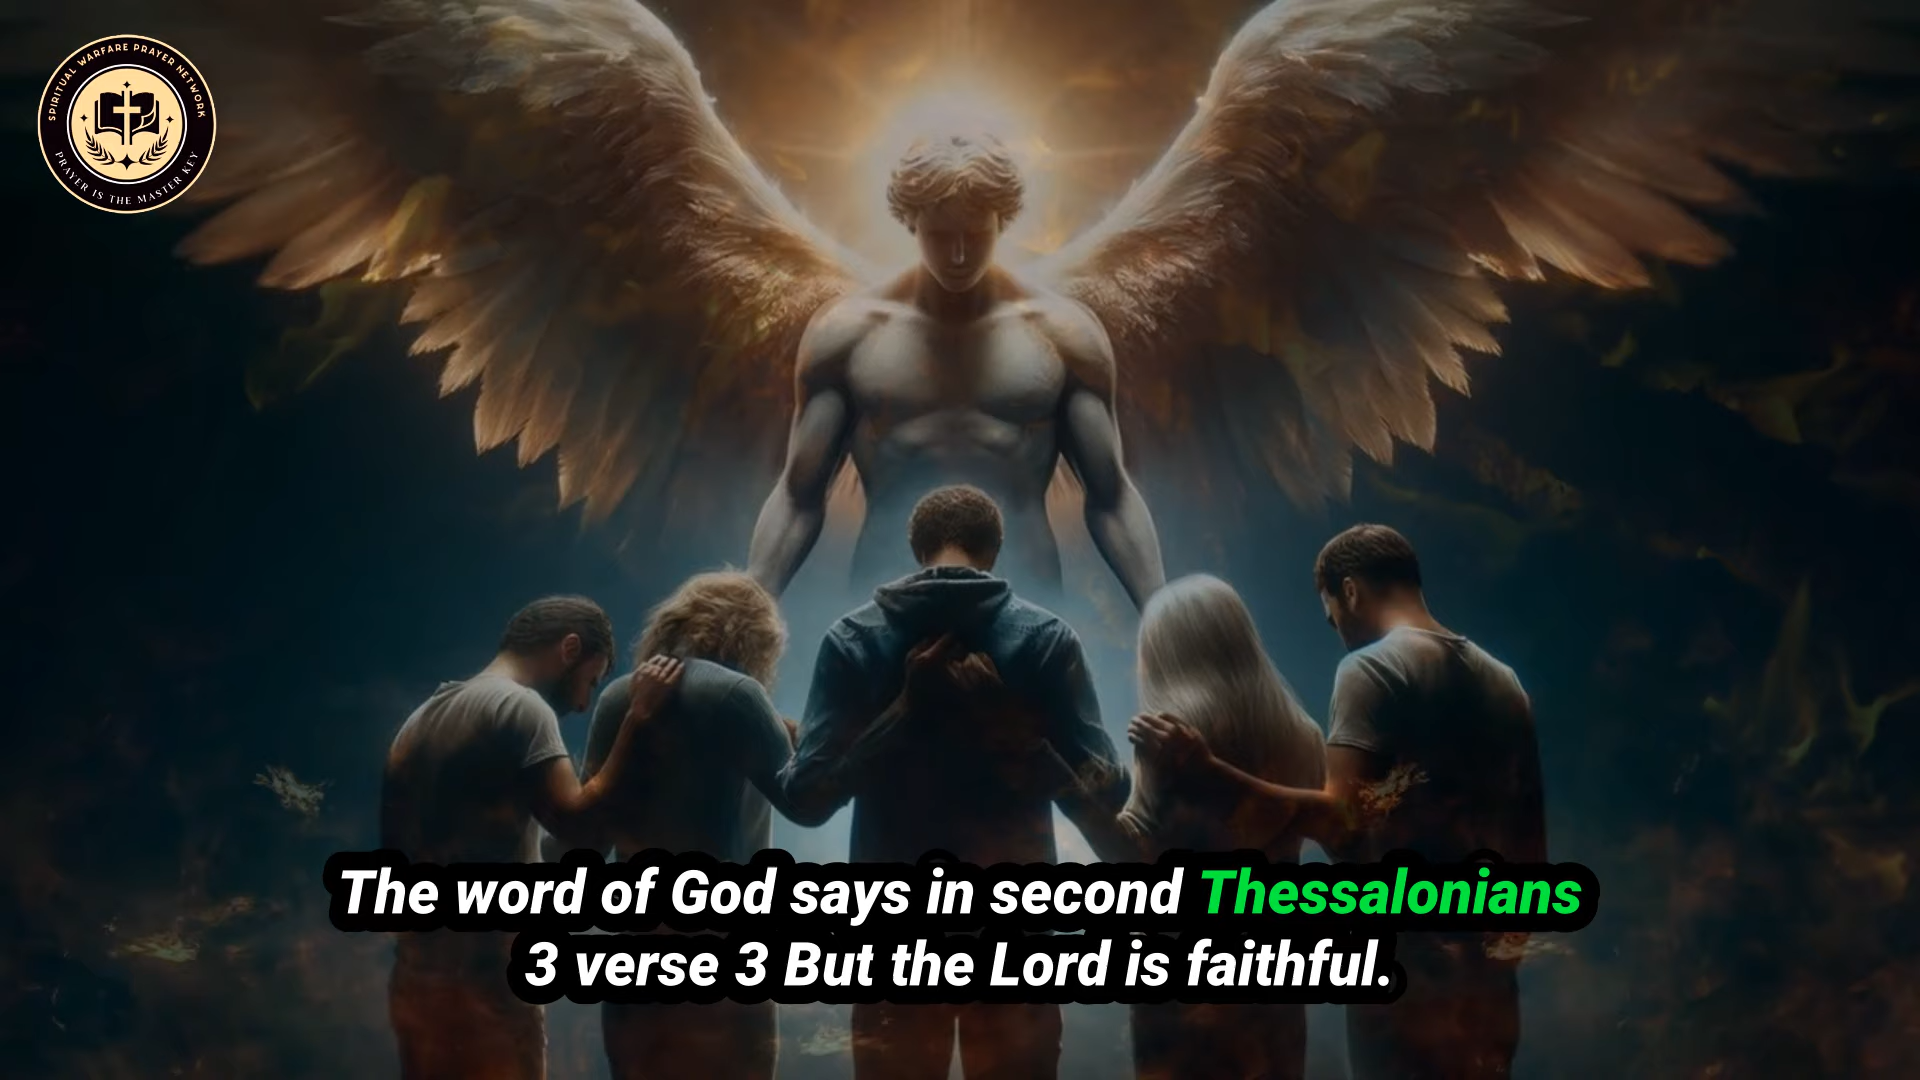 SPIRITUAL WARFARE PRAYER NETWORK
PRAYER IS THE MASTER KEY
The word of God says in second Thessalonians
3 verse 3 But the Lord is faithful.